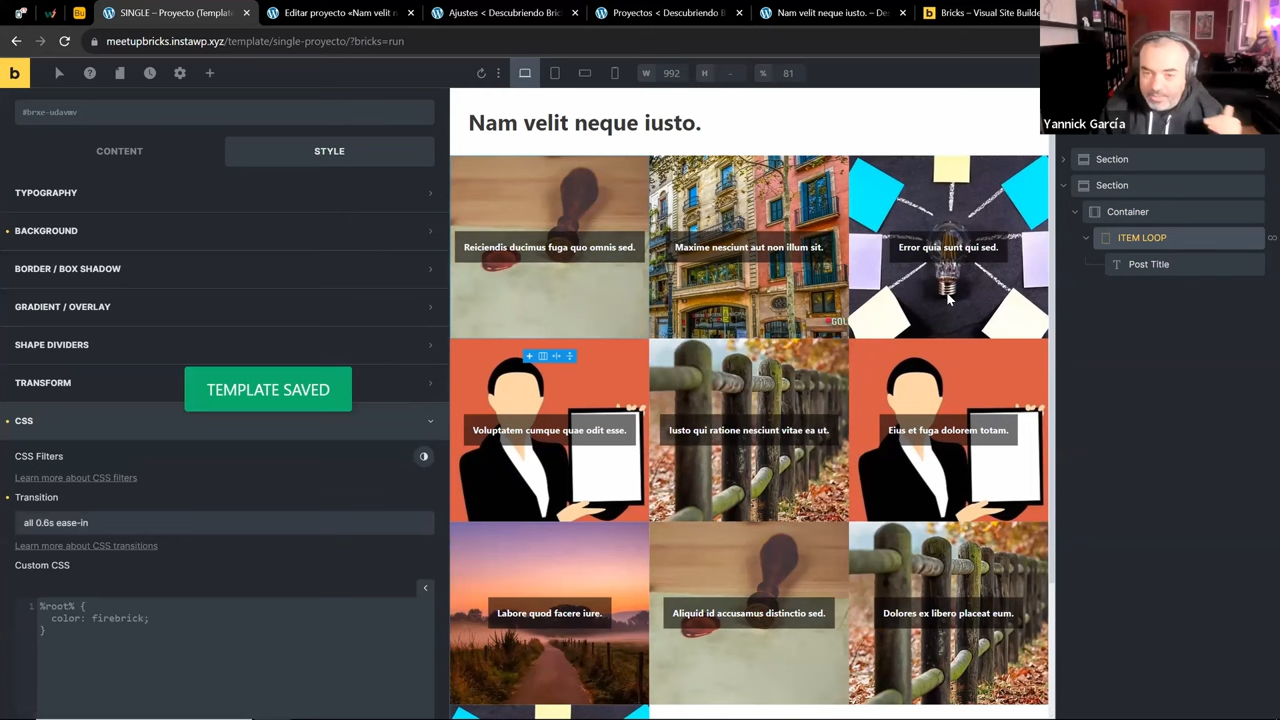 SINGLE – Proyecto (Template
Editar proyecto «Nam velit n
Ajustes < Descubriendo Bric
Proyectos < Descubriendo B
Nam velit neque iusto. – De
Bricks – Visual Site Builde
meetupbricks.instawp.xyz/template/single-proyecto/?bricks=run
b
W 992 H - % 81
Yannick García
#brxe-udavmv
CONTENT
STYLE
TYPOGRAPHY
BACKGROUND
BORDER / BOX SHADOW
GRADIENT / OVERLAY
SHAPE DIVIDERS
TRANSFORM
TEMPLATE SAVED
CSS
CSS Filters
Learn more about CSS filters
Transition
all 0.6s ease-in
Learn more about CSS transitions
Custom CSS
1 %root% {
color: firebrick;
}
Nam velit neque iusto.
Reiciendis ducimus fuga quo omnis sed.
Maxime nesciunt aut non illum sit.
Error quia sunt qui sed.
Voluptatem cumque quae odit esse.
Iusto qui ratione nesciunt vitae ea ut.
Eius et fuga dolorem totam.
Labore quod facere iure.
Aliquid id accusamus distinctio sed.
Dolores ex libero placeat eum.
Section
Section
Container
ITEM LOOP
Post Title